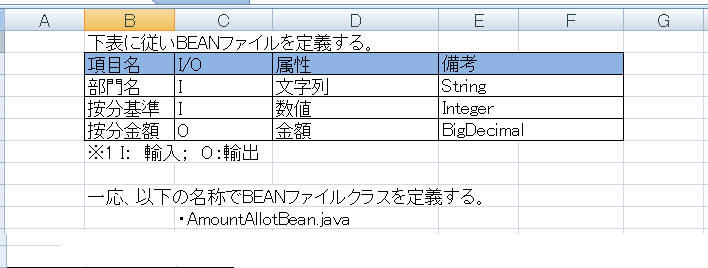 A B C D E F G
下表に従いBEANファイルを定義する。
項目名 I/O 属性 備考
部門名 I 文字列 String
按分基準 I 数値 Integer
按分金額 O 金額 BigDecimal
※1 I: 輸入; O:輸出
一応、以下の名称でBEANファイルクラスを定義する。
・AmountAllotBean.java